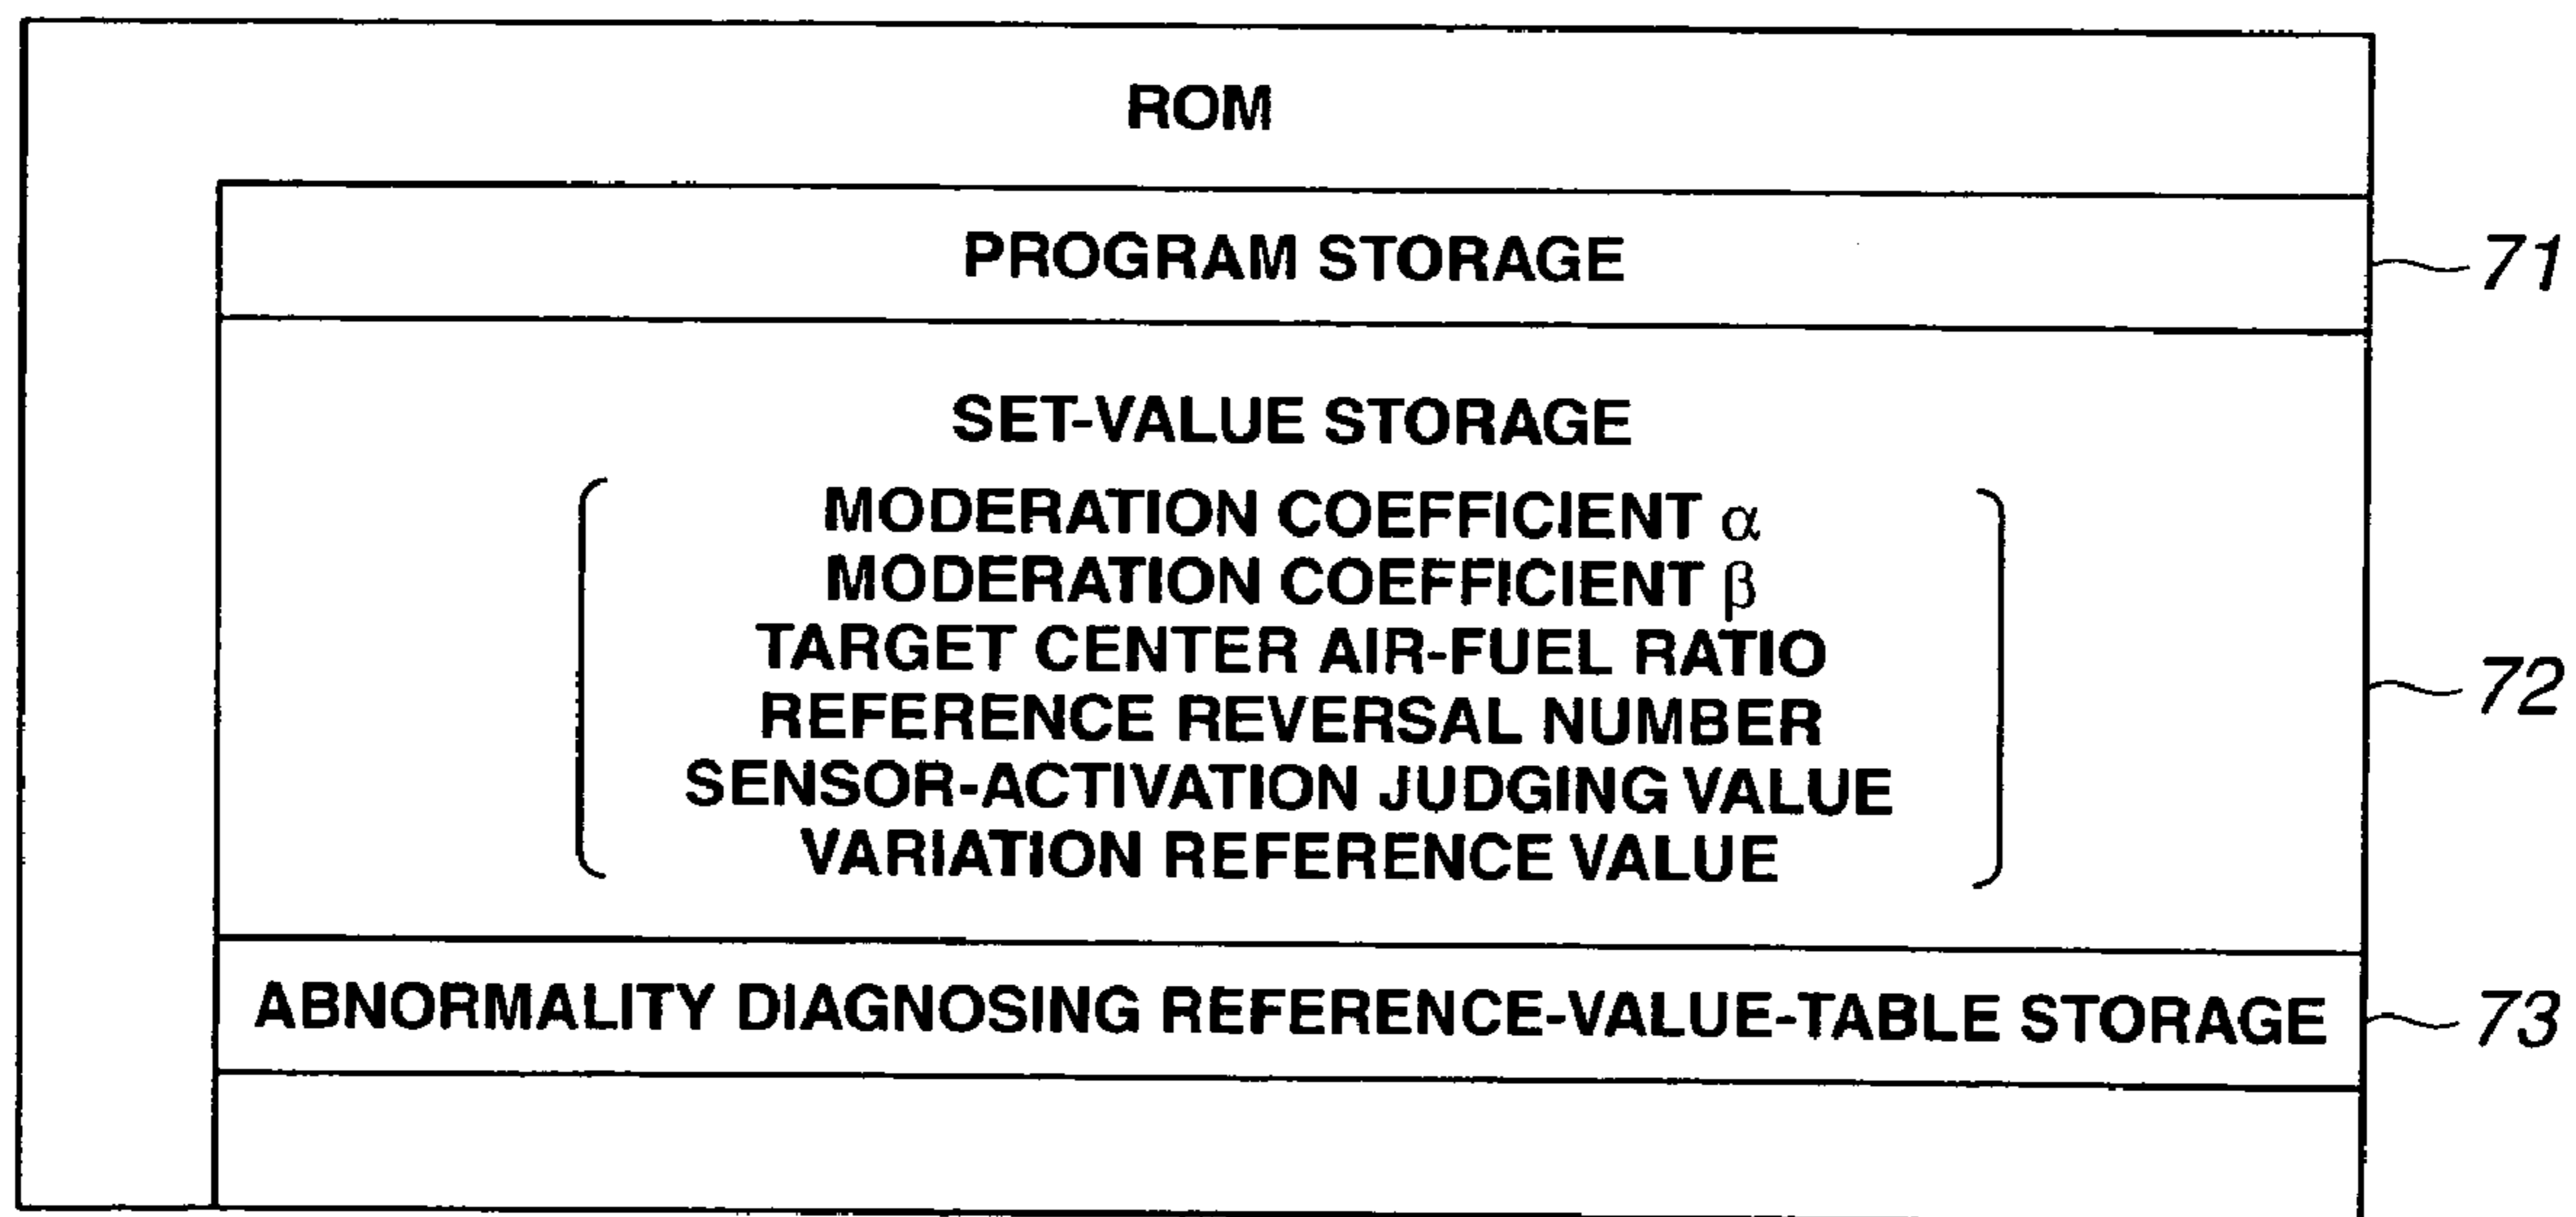 ROM
PROGRAM STORAGE
71
SET-VALUE STORAGE
MODERATION COEFFICIENT α
MODERATION COEFFICIENT β
TARGET CENTER AIR-FUEL RATIO
REFERENCE REVERSAL NUMBER
SENSOR-ACTIVATION JUDGING VALUE
VARIATION REFERENCE VALUE
72
ABNORMALITY DIAGNOSING REFERENCE-VALUE-TABLE STORAGE
73